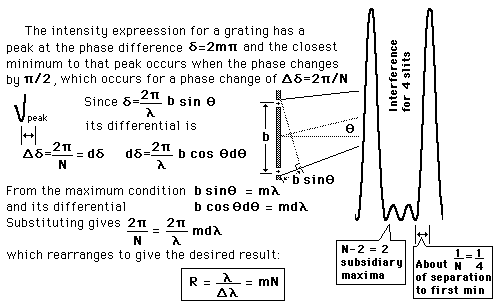 The intensity expreession for a grating has a
peak at the phase difference δ=2mπ and the closest
minimum to that peak occurs when the phase changes
by π/2, which occurs for a phase change of Δδ=2π/N
Since δ=2π/λ b sin θ
peak
its differential is
Δδ=2π/N = dδ dδ=2π/λ b cos θdθ
b
θ
b sinθ
From the maximum condition b sinθ = mλ
and its differential b cos θdθ = mdλ
Substituting gives 2π/N = 2π/λ mdλ
which rearranges to give the desired result:
R = λ/Δλ = mN
Interference
for 4 slits
N-2 = 2
subsidiary
maxima
About 1/N = 1/4
of separation
to first min